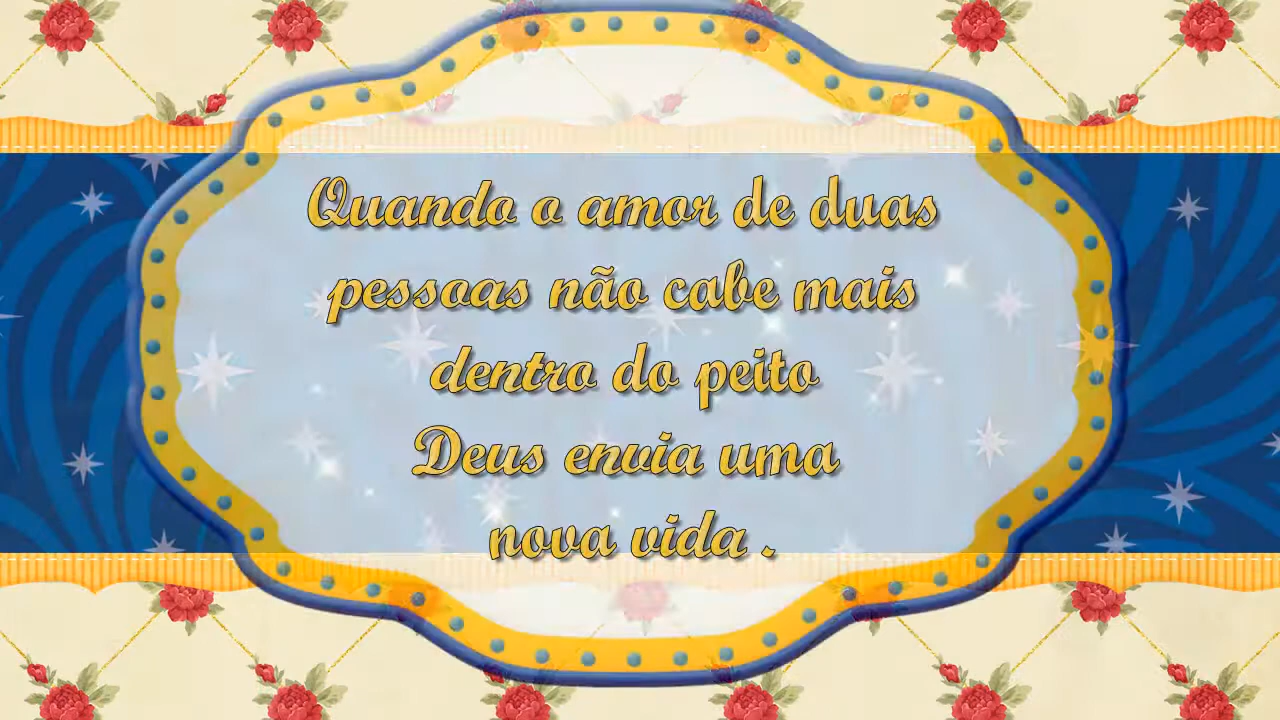 Quando o amor de duas
pessoas não cabe mais
dentro do peito
Deus envia uma
nova vida .